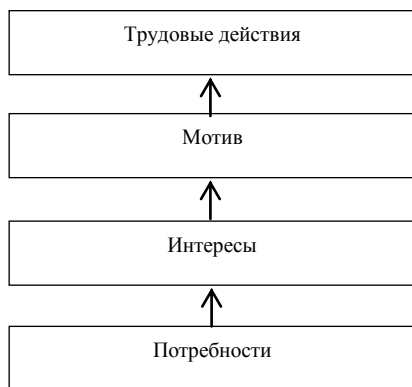 Трудовые действия
Мотив
Интересы
Потребности